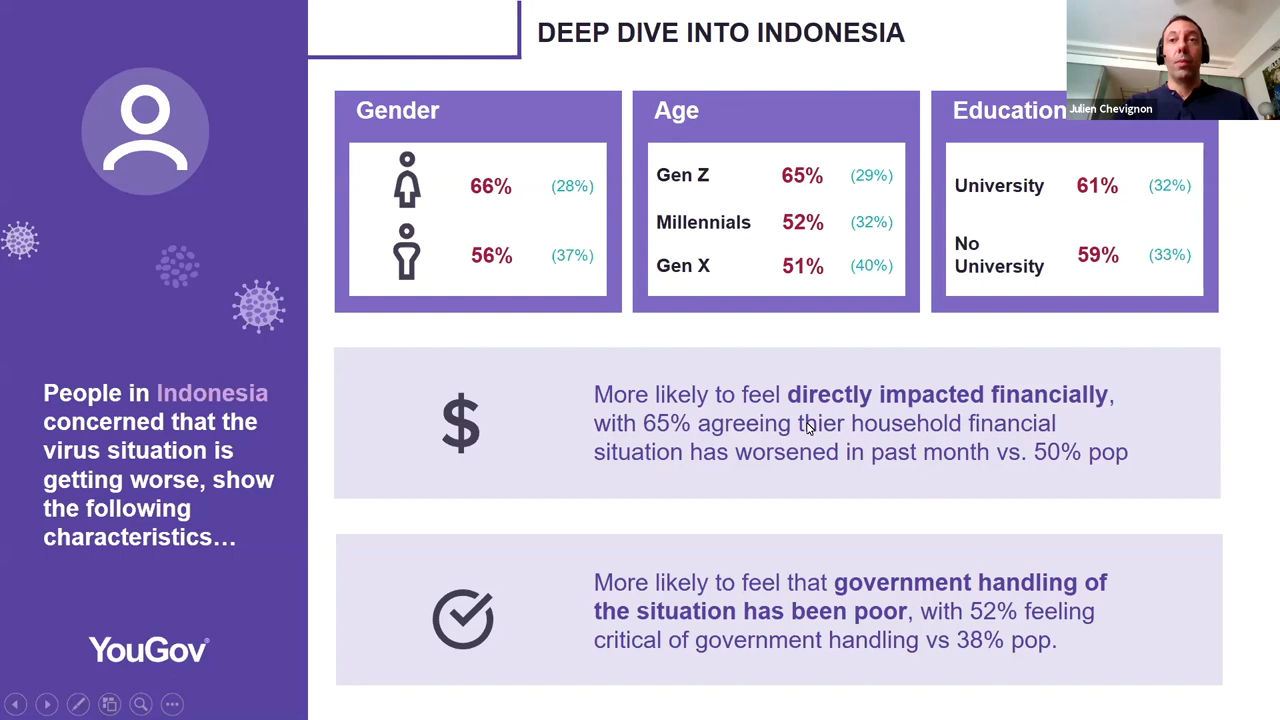 DEEP DIVE INTO INDONESIA
Julien Chevignon
Gender
66% (28%)
56% (37%)
Age
Gen Z 65% (29%)
Millennials 52% (32%)
Gen X 51% (40%)
Education
University 61% (32%)
No
University 59% (33%)
People in Indonesia
concerned that the
virus situation is
getting worse, show
the following
characteristics…
$
More likely to feel directly impacted financially,
with 65% agreeing thier household financial
situation has worsened in past month vs. 50% pop
More likely to feel that government handling of
the situation has been poor, with 52% feeling
critical of government handling vs 38% pop.
YouGov®